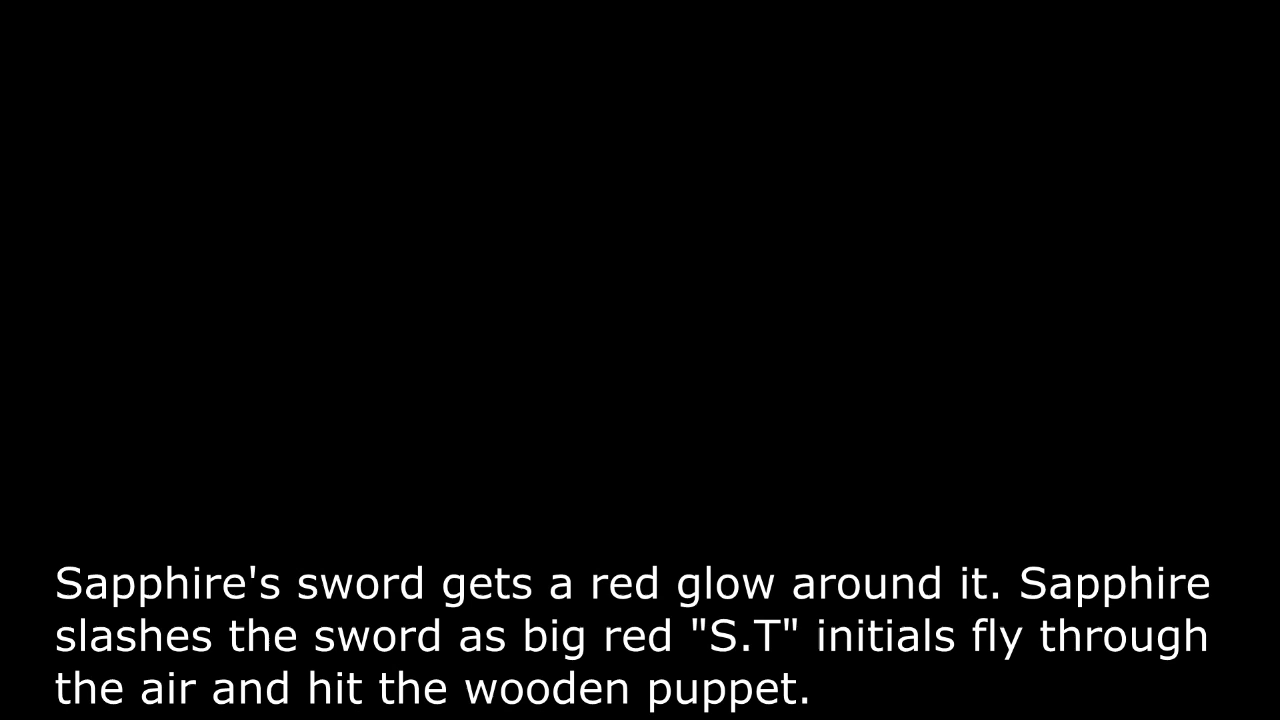 Sapphire's sword gets a red glow around it. Sapphire
slashes the sword as big red "S.T" initials fly through
the air and hit the wooden puppet.